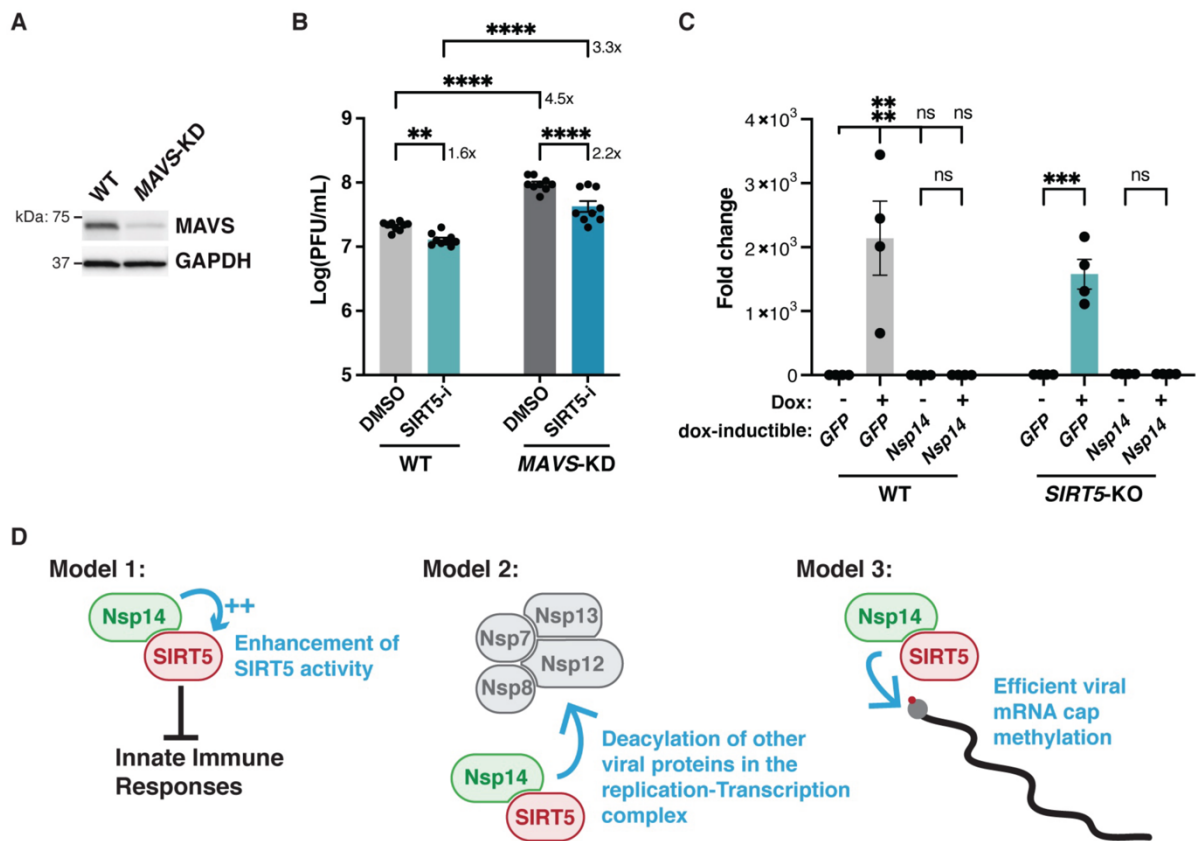 A
WT
MAVS-KD
kDa: 75
MAVS
37
GAPDH
B
****
3.3x
****
4.5x
**
1.6x
****
2.2x
Log(PFU/mL)
9
8
7
6
5
DMSO
SIRT5-i
DMSO
SIRT5-i
WT
MAVS-KD
C
**
**
ns
ns
ns
***
ns
Fold change
4×10³
3×10³
2×10³
1×10³
0
Dox:
-
+
-
+
-
+
-
+
dox-inductible:
GFP
GFP
Nsp14
Nsp14
GFP
GFP
Nsp14
Nsp14
WT
SIRT5-KO
D
Model 1:
Nsp14
++
SIRT5
Enhancement of
SIRT5 activity
Innate Immune
Responses
Model 2:
Nsp13
Nsp7
Nsp12
Nsp8
Nsp14
SIRT5
Deacylation of other
viral proteins in the
replication-Transcription
complex
Model 3:
Nsp14
SIRT5
Efficient viral
mRNA cap
methylation